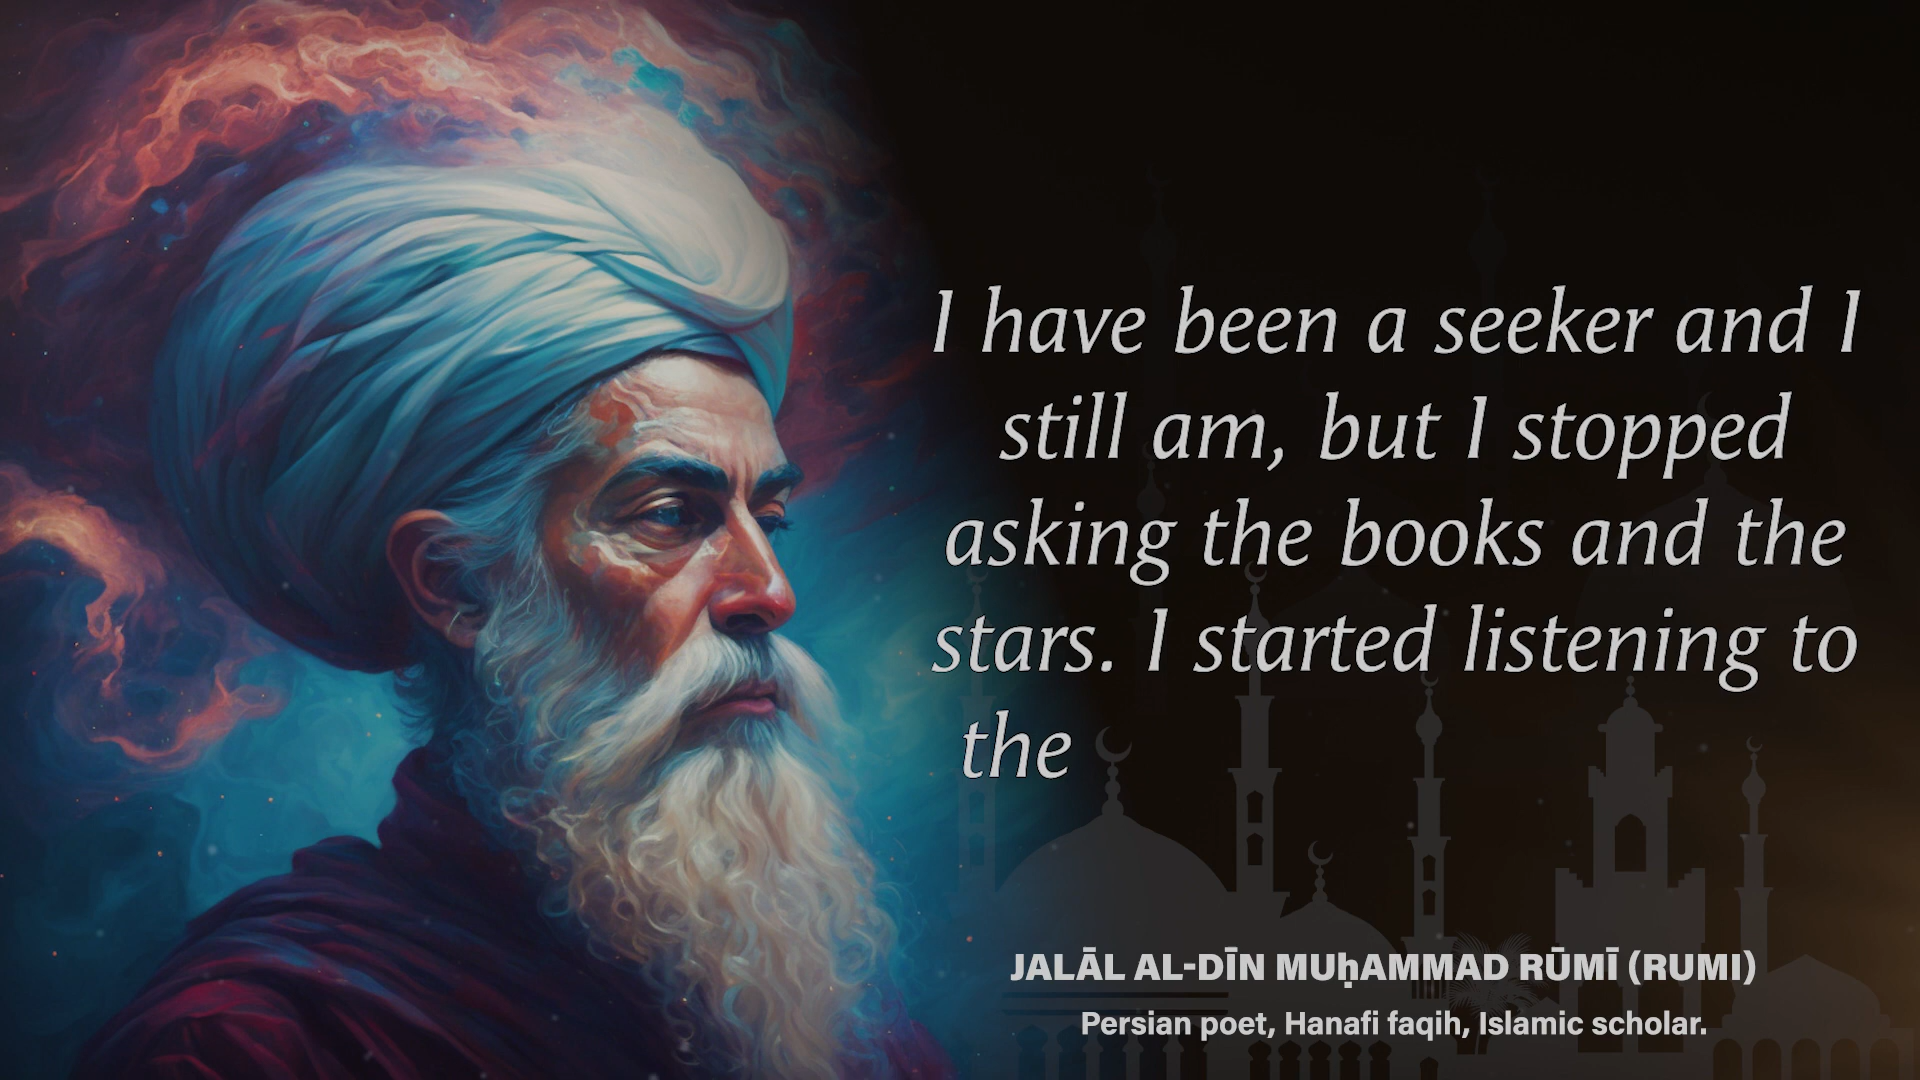 I have been a seeker and I
still am, but I stopped
asking the books and the
stars. I started listening to
the
JALĀL AL-DĪN MUḥAMMAD RŪMĪ (RUMI)
Persian poet, Hanafi faqih, Islamic scholar.